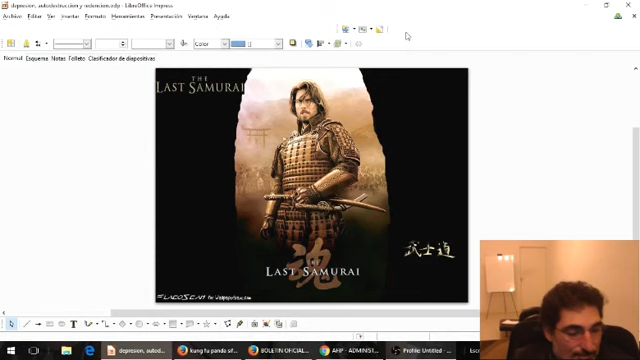 depresion, autodestruccion y redencion.odp - LibreOffice Impress
Archivo Editar Ver Insertar Formato Herramientas Presentación Ventana Ayuda
Color
Normal Esquema Notas Folleto Clasificador de diapositivas
THE
LAST SAMURAI
武士道
魂
THE
LAST SAMURAI
depresion, autod...
kung fu panda sif...
BOLETIN OFICIAL...
AHP - ADMINIST...
Profile: Untitled - ...